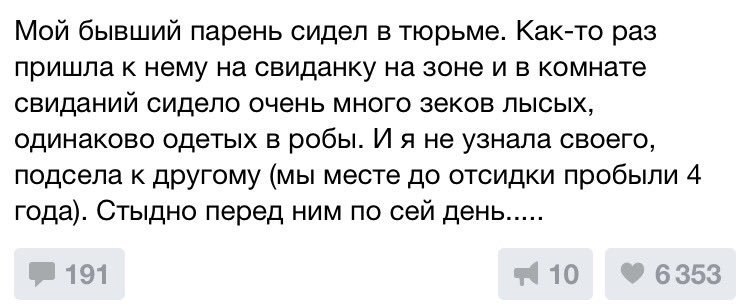 Мой бывший парень сидел в тюрьме. Как-то раз
пришла к нему на свиданку на зоне и в комнате
свиданий сидело очень много зеков лысых,
одинаково одетых в робы. И я не узнала своего,
подсела к другому (мы месте до отсидки пробыли 4
года). Стыдно перед ним по сей день.....
191 10 6 353